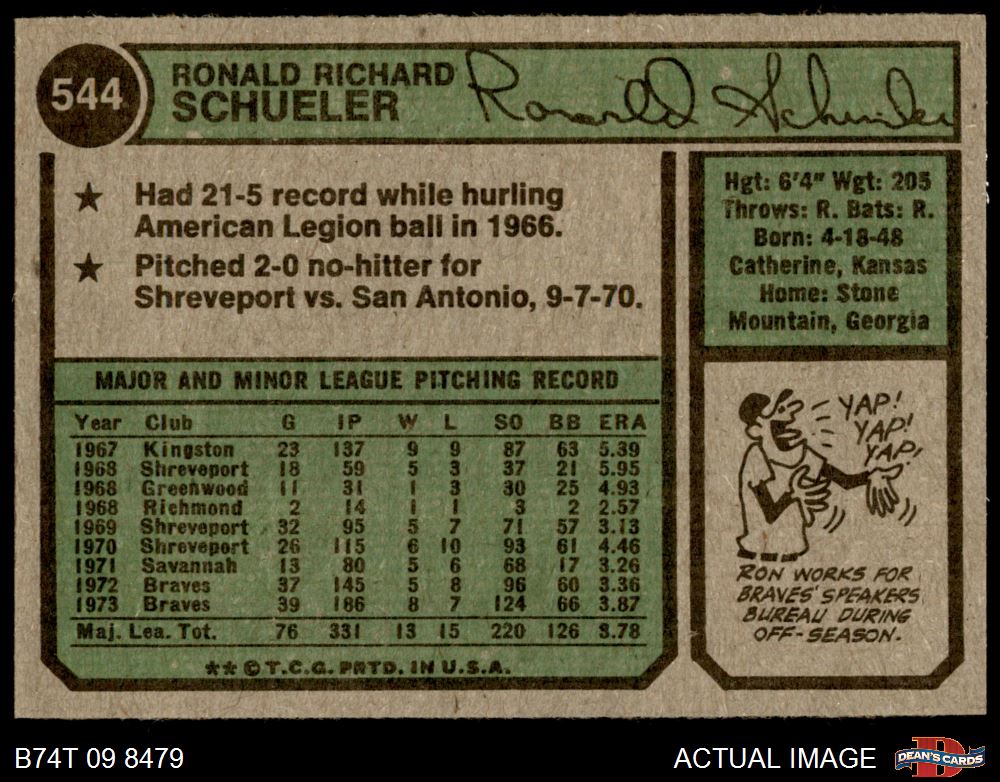 544
RONALD RICHARD
SCHUELER
Ronald Schueler
★ Had 21-5 record while hurling
American Legion ball in 1966.
★ Pitched 2-0 no-hitter for
Shreveport vs. San Antonio, 9-7-70.
Hgt: 6'4" Wgt: 205
Throws: R. Bats: R.
Born: 4-18-48
Catherine, Kansas
Home: Stone
Mountain, Georgia
MAJOR AND MINOR LEAGUE PITCHING RECORD
Year Club G IP W L SO BB ERA
1967 Kingston 23 137 9 9 87 63 5.39
1968 Shreveport 18 59 5 3 37 21 5.95
1968 Greenwood 11 31 1 3 30 25 4.93
1968 Richmond 2 14 1 1 3 2 2.57
1969 Shreveport 32 95 5 7 71 57 3.13
1970 Shreveport 26 115 6 10 93 61 4.46
1971 Savannah 13 80 5 6 68 17 3.26
1972 Braves 37 145 5 8 96 60 3.36
1973 Braves 39 186 8 7 124 66 3.87
Maj. Lea. Tot. 76 331 13 15 220 126 3.78
** © T.C.G. PRTD. IN U.S.A.
YAP!
YAP!
YAP!
RON WORKS FOR
BRAVES' SPEAKERS
BUREAU DURING
OFF-SEASON.
B74T 09 8479
ACTUAL IMAGE
DEAN'S CARDS